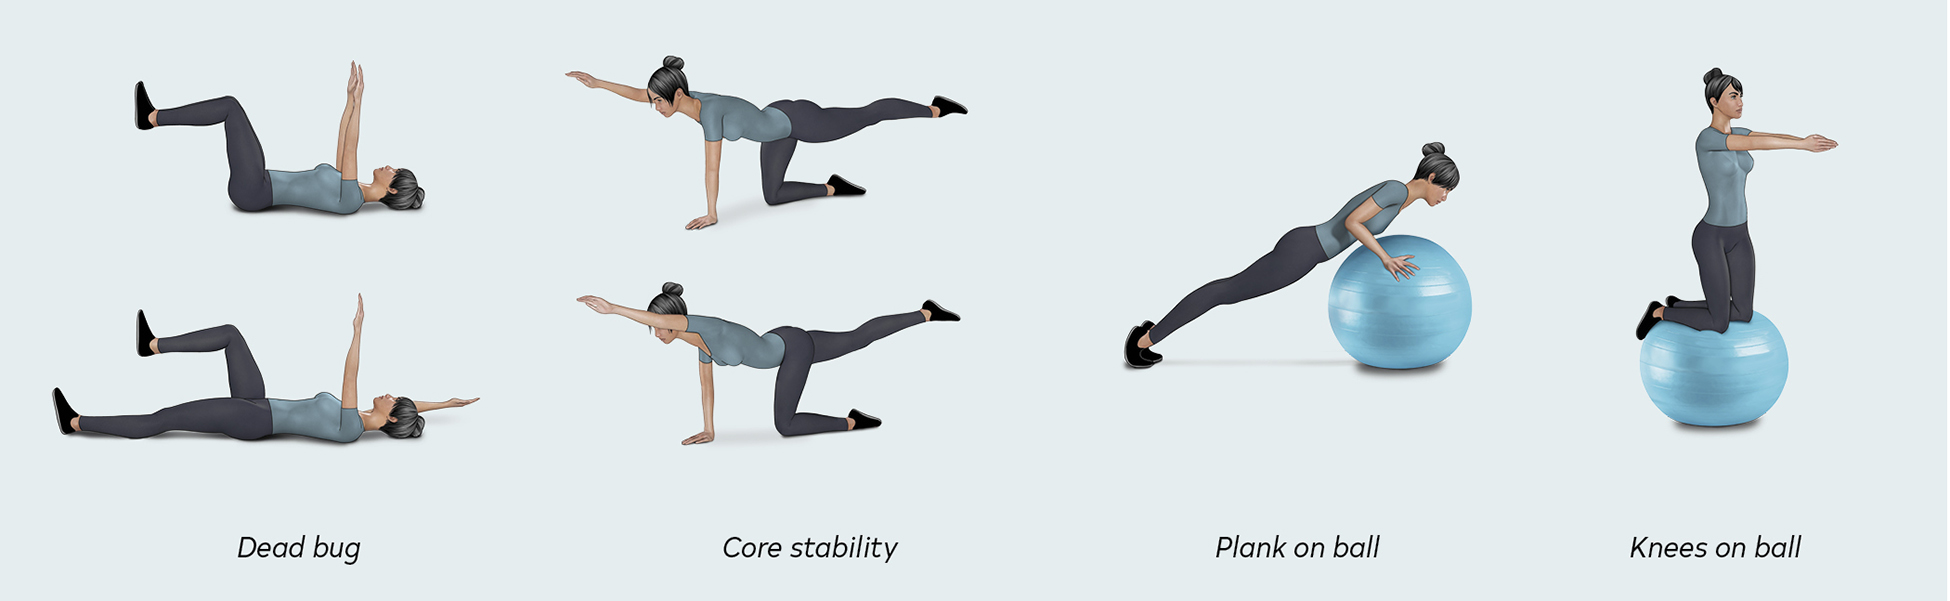 Dead bug
Core stability
Plank on ball
Knees on ball